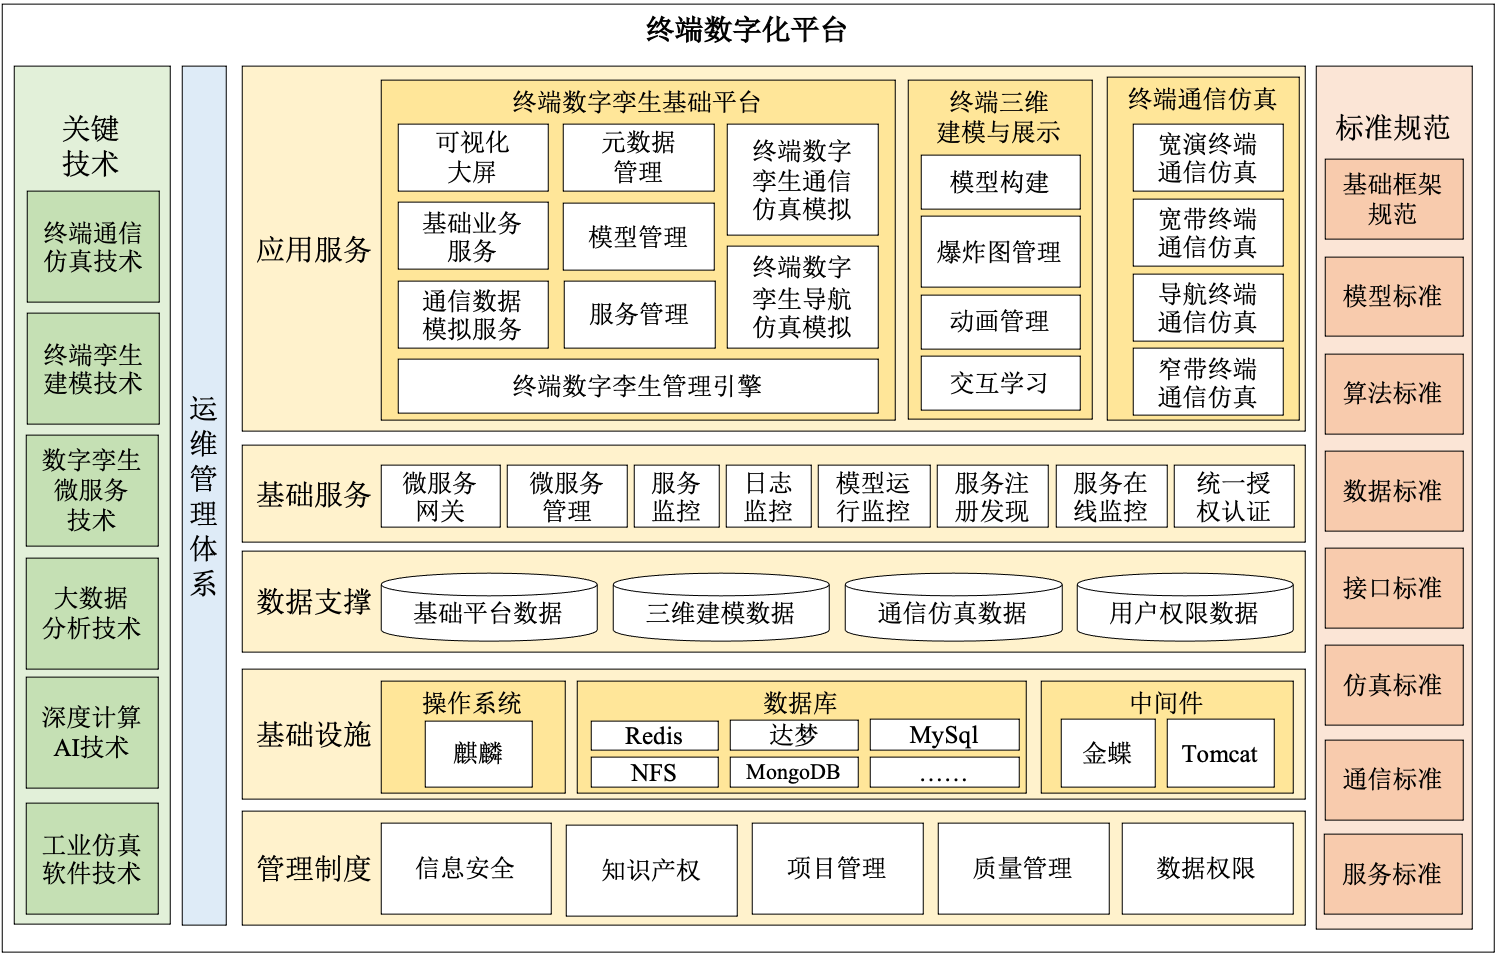 终端数字化平台
关键
技术
终端通信
仿真技术
终端孪生
建模技术
数字孪生
微服务
技术
大数据
分析技术
深度计算
AI技术
工业仿真
软件技术
运
维
管
理
体
系
应用服务
终端数字孪生基础平台
可视化
大屏
元数据
管理
终端数字
孪生通信
仿真模拟
基础业务
服务
模型管理
终端数字
孪生导航
仿真模拟
通信数据
模拟服务
服务管理
终端数字李生管理引擎
终端三维
建模与展示
模型构建
爆炸图管理
动画管理
交互学习
终端通信仿真
宽演终端
通信仿真
宽带终端
通信仿真
导航终端
通信仿真
窄带终端
通信仿真
基础服务
微服务
网关
微服务
管理
服务
监控
日志
监控
模型运
行监控
服务注
册发现
服务在
线监控
统一授
权认证
数据支撑
基础平台数据
三维建模数据
通信仿真数据
用户权限数据
基础设施
操作系统
麒麟
数据库
Redis
达梦
MySql
NFS
MongoDB
……
中间件
金蝶
Tomcat
管理制度
信息安全
知识产权
项目管理
质量管理
数据权限
标准规范
基础框架
规范
模型标准
算法标准
数据标准
接口标准
仿真标准
通信标准
服务标准